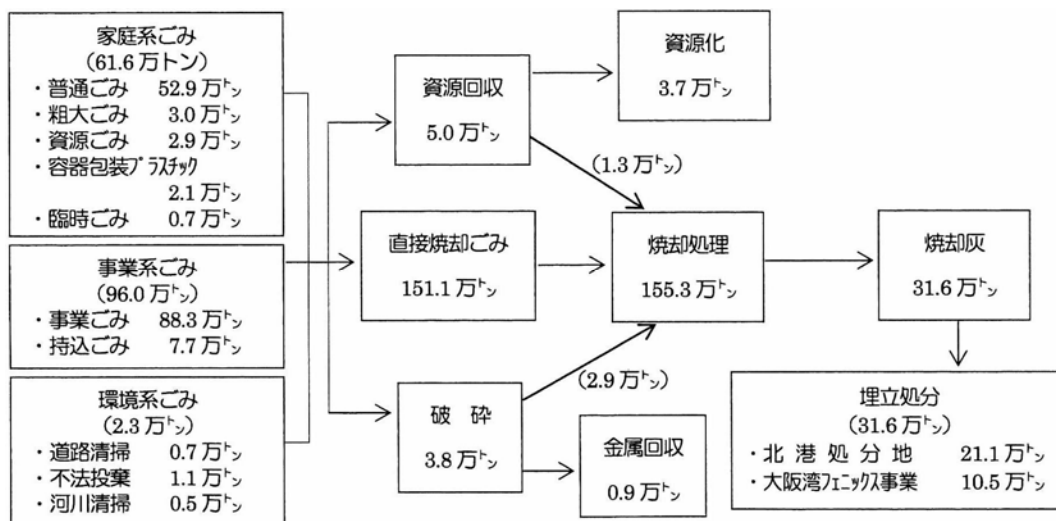 家庭系ごみ
(61.6万トン)
・普通ごみ 52.9万㌧
・粗大ごみ 3.0万㌧
・資源ごみ 2.9万㌧
・容器包装プラスチック
2.1万㌧
・臨時ごみ 0.7万㌧
事業系ごみ
(96.0万㌧)
・事業ごみ 88.3万㌧
・持込ごみ 7.7万㌧
環境系ごみ
(2.3万㌧)
・道路清掃 0.7万㌧
・不法投棄 1.1万㌧
・河川清掃 0.5万㌧
資源回収
5.0万㌧
資源化
3.7万㌧
(1.3万㌧)
直接焼却ごみ
151.1万㌧
焼却処理
155.3万㌧
焼却灰
31.6万㌧
(2.9万㌧)
破 砕
3.8万㌧
金属回収
0.9万㌧
埋立処分
(31.6万㌧)
・北 港 処 分 地 21.1万㌧
・大阪湾フェニックス事業 10.5万㌧